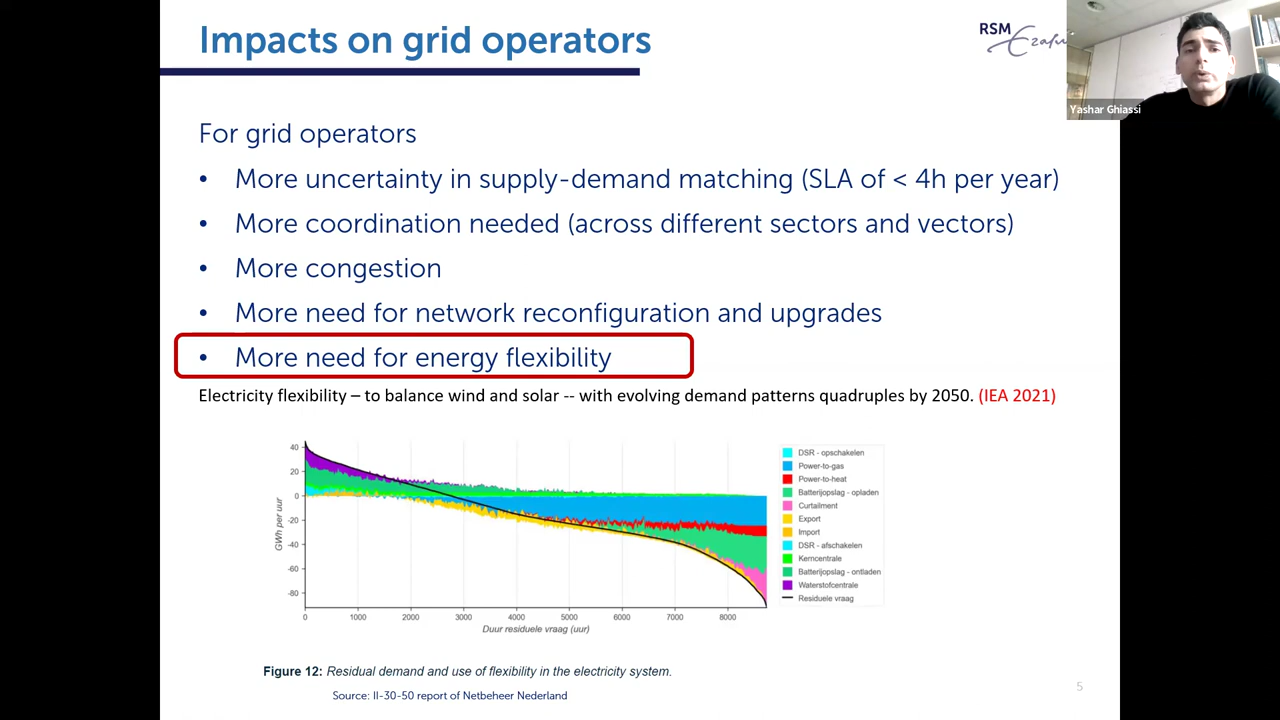 Impacts on grid operators
RSM
Erasmus
Yashar Ghiassi
For grid operators
• More uncertainty in supply-demand matching (SLA of < 4h per year)
• More coordination needed (across different sectors and vectors)
• More congestion
• More need for network reconfiguration and upgrades
• More need for energy flexibility
Electricity flexibility – to balance wind and solar -- with evolving demand patterns quadruples by 2050. (IEA 2021)
40
20
0
-20
-40
-60
-80
GWh per uur
0 1000 2000 3000 4000 5000 6000 7000 8000
Duur residuele vraag (uur)
DSR - opschakelen
Power-to-gas
Power-to-heat
Batterijopslag - opladen
Curtailment
Export
Import
DSR - afschakelen
Kerncentrale
Batterijopslag - ontladen
Waterstofcentrale
Residuele vraag
Figure 12: Residual demand and use of flexibility in the electricity system.
Source: II-30-50 report of Netbeheer Nederland
5